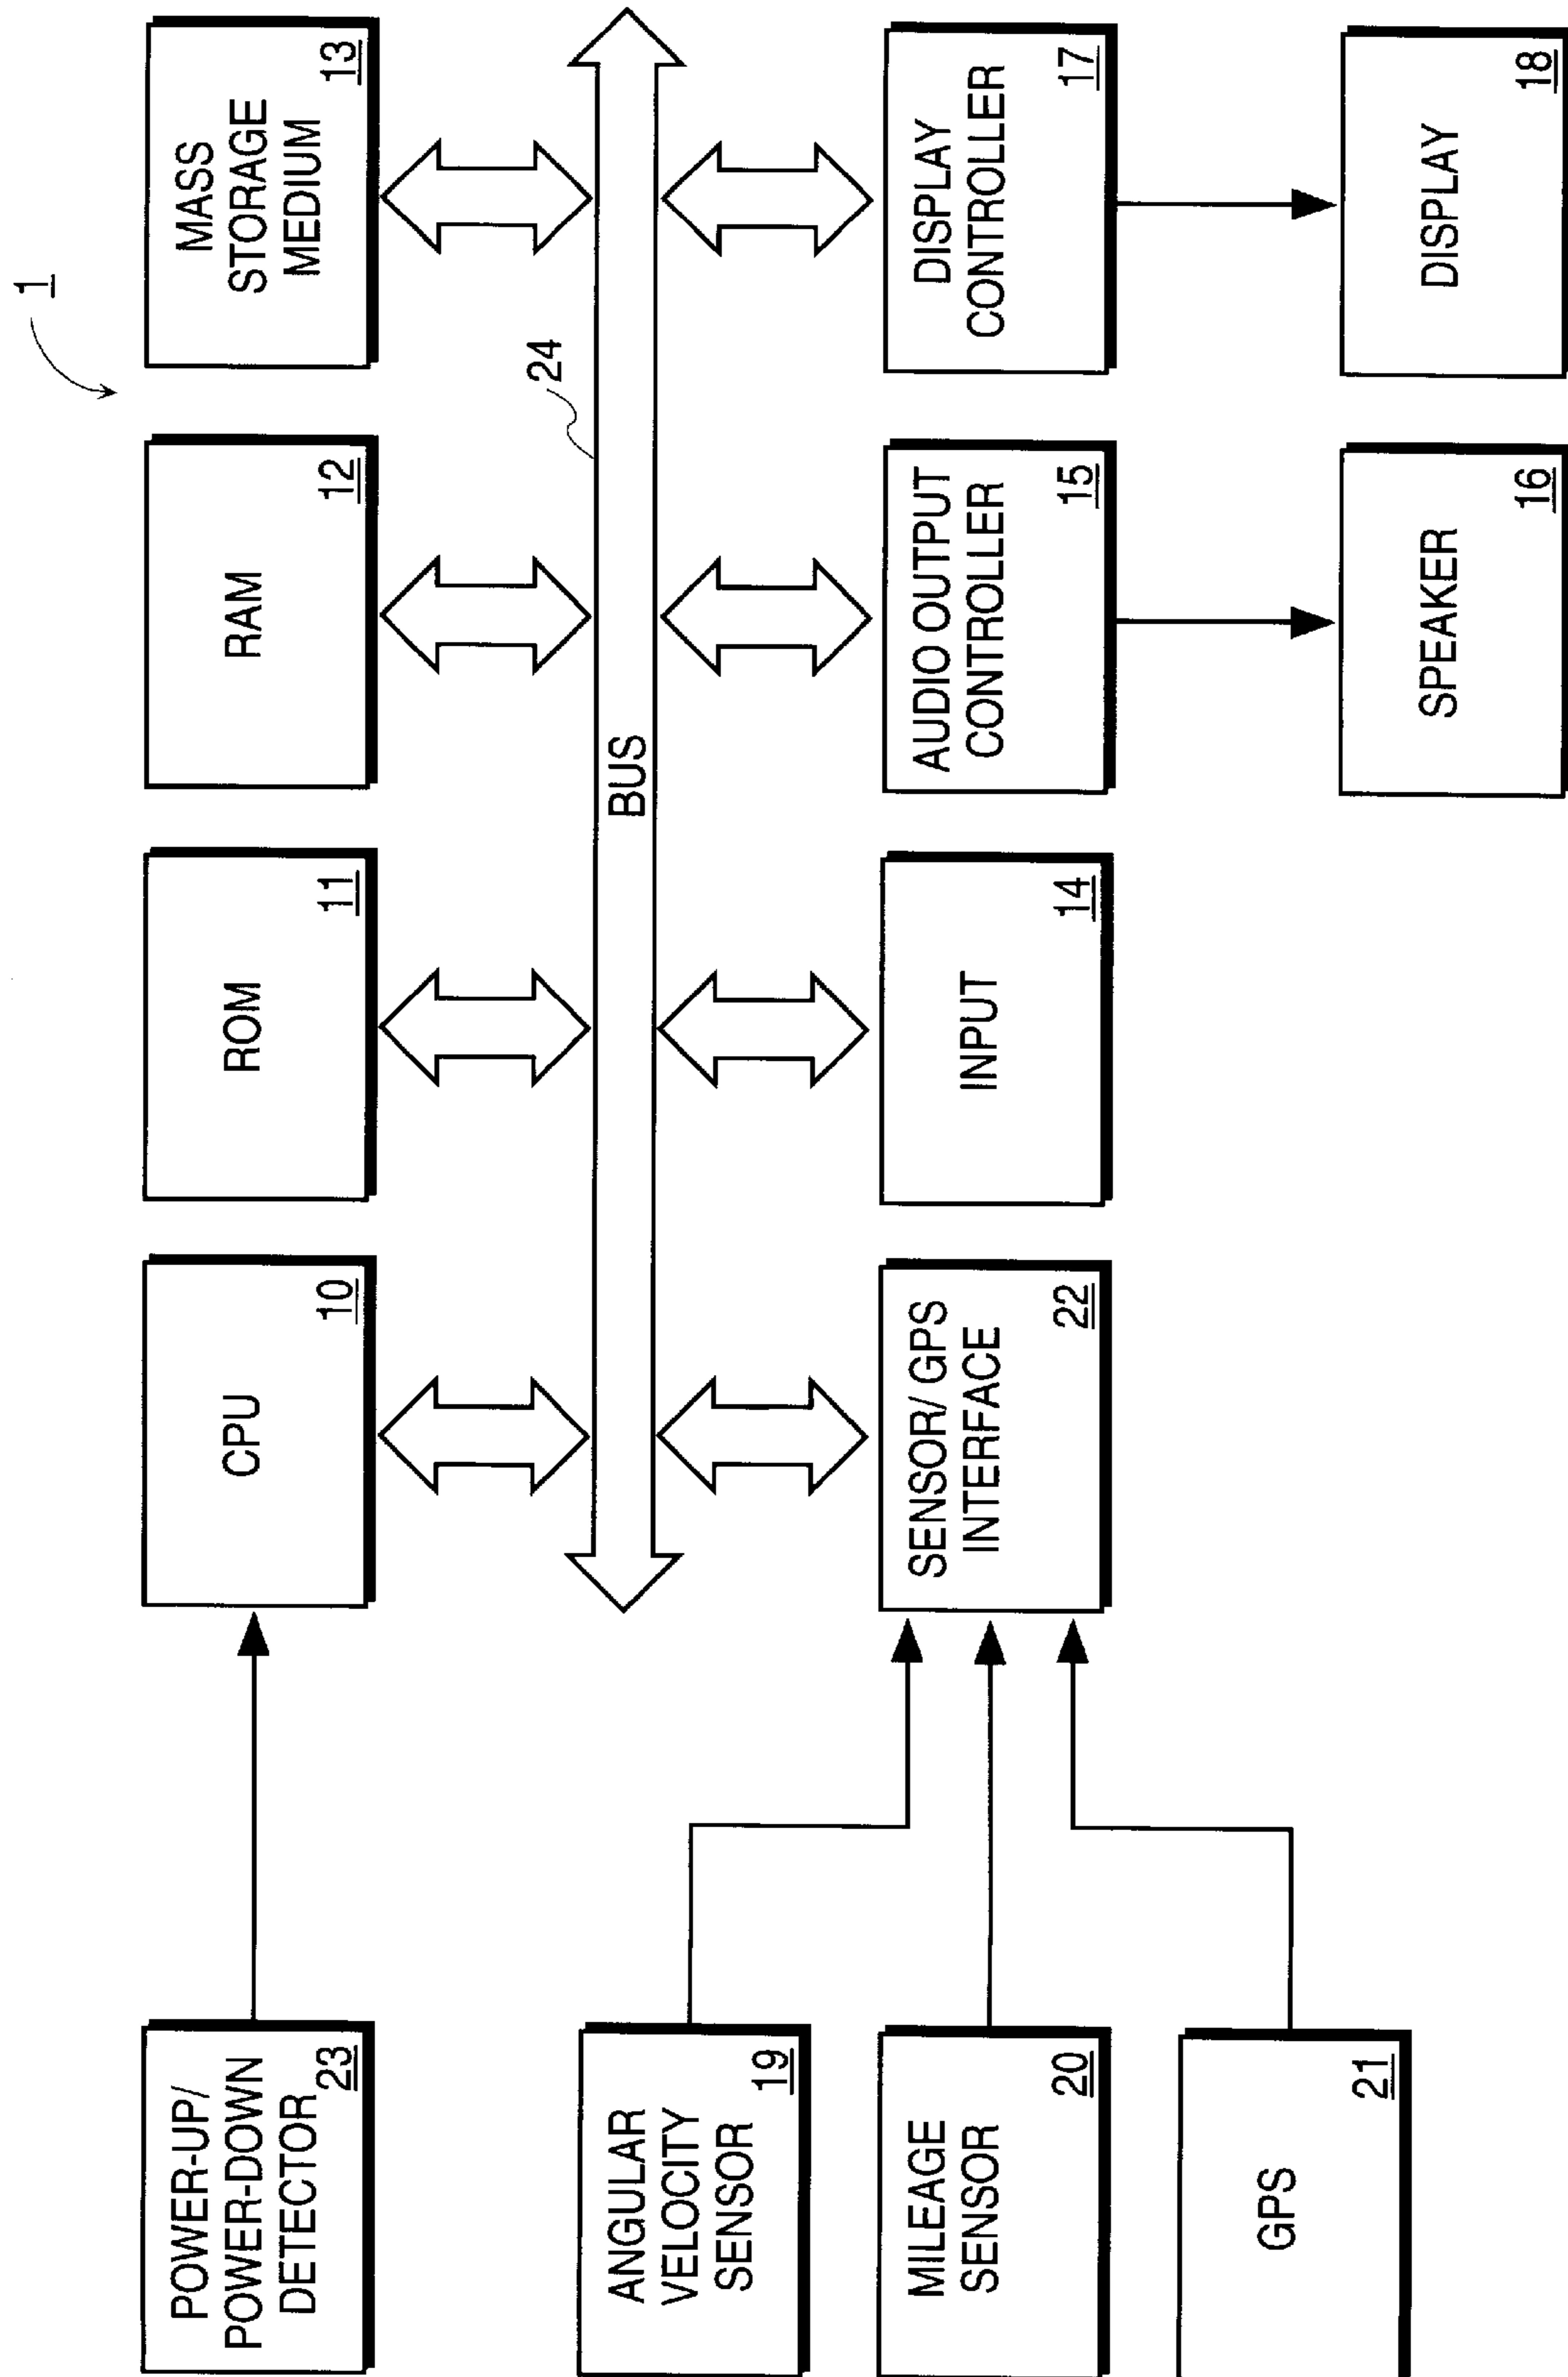 1
POWER-UP/
POWER-DOWN
DETECTOR
23
CPU
10
ROM
11
RAM
12
MASS
STORAGE
MEDIUM
13
BUS
24
ANGULAR
VELOCITY
SENSOR
19
MILEAGE
SENSOR
20
GPS
21
SENSOR/ GPS
INTERFACE
22
INPUT
14
AUDIO OUTPUT
CONTROLLER
15
DISPLAY
CONTROLLER
17
SPEAKER
16
DISPLAY
18